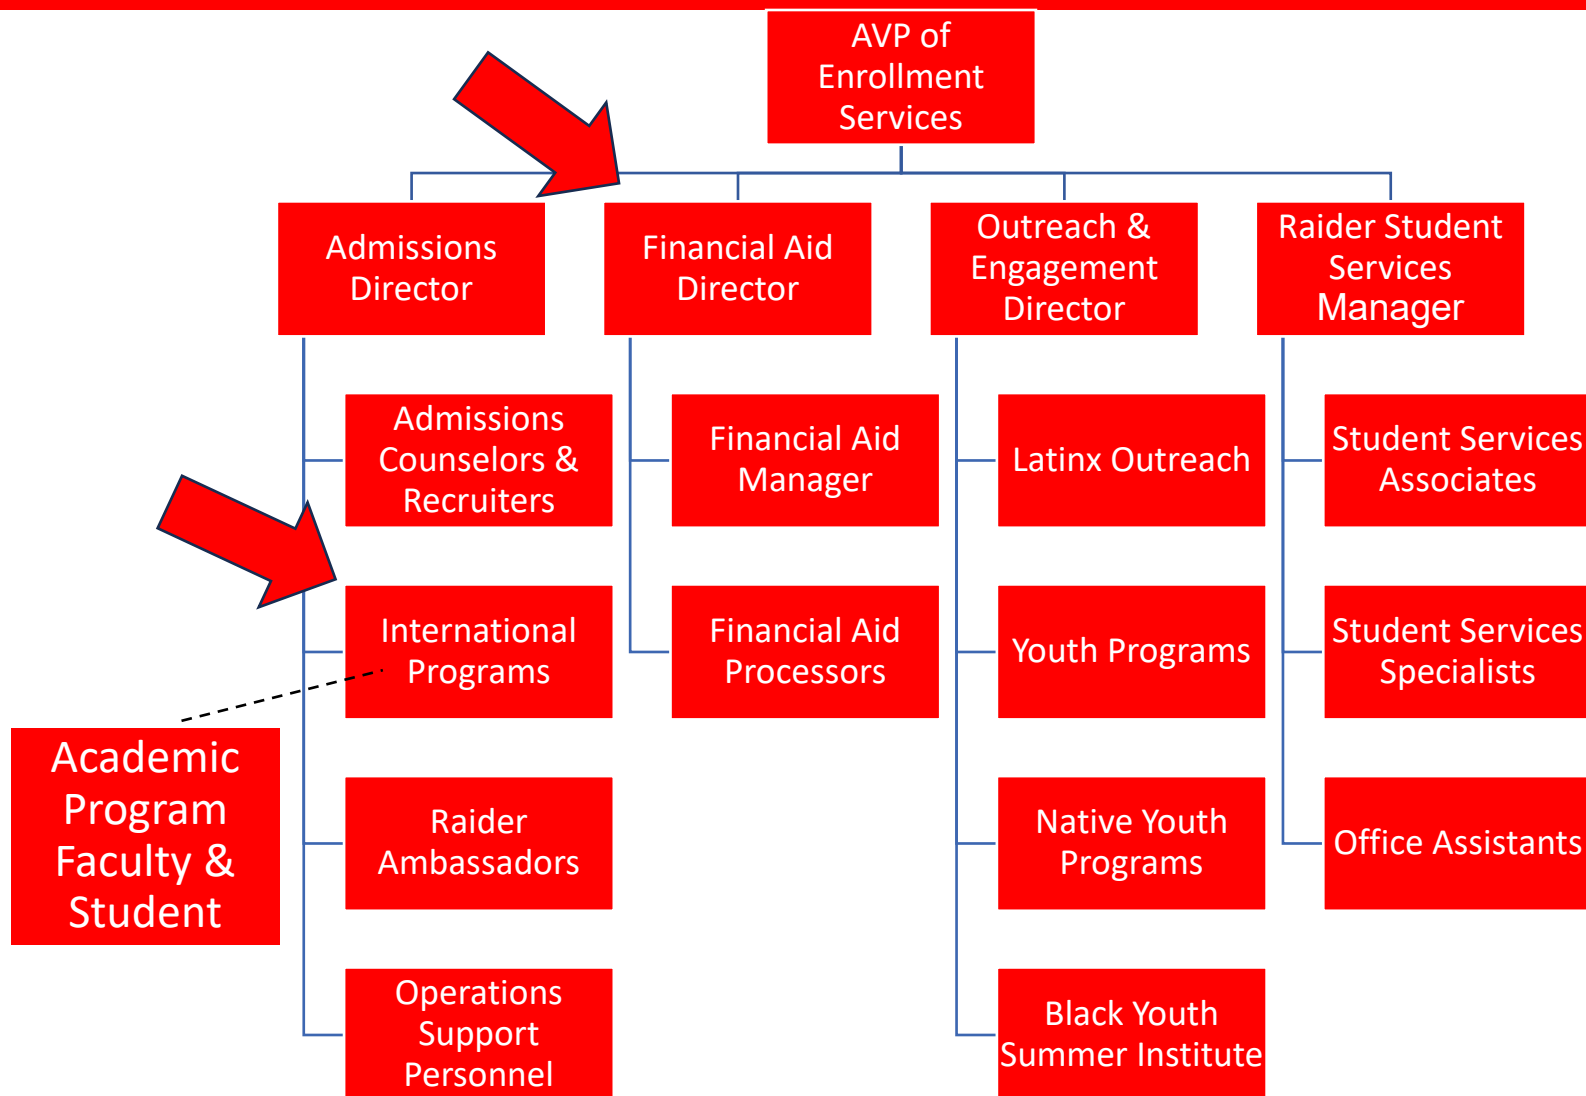 AVP of
Enrollment
Services
Admissions
Director
Financial Aid
Director
Outreach &
Engagement
Director
Raider Student
Services
Manager
Admissions
Counselors &
Recruiters
Financial Aid
Manager
Latinx Outreach
Student Services
Associates
International
Programs
Financial Aid
Processors
Youth Programs
Student Services
Specialists
Academic
Program
Faculty &
Student
Raider
Ambassadors
Native Youth
Programs
Office Assistants
Operations
Support
Personnel
Black Youth
Summer Institute